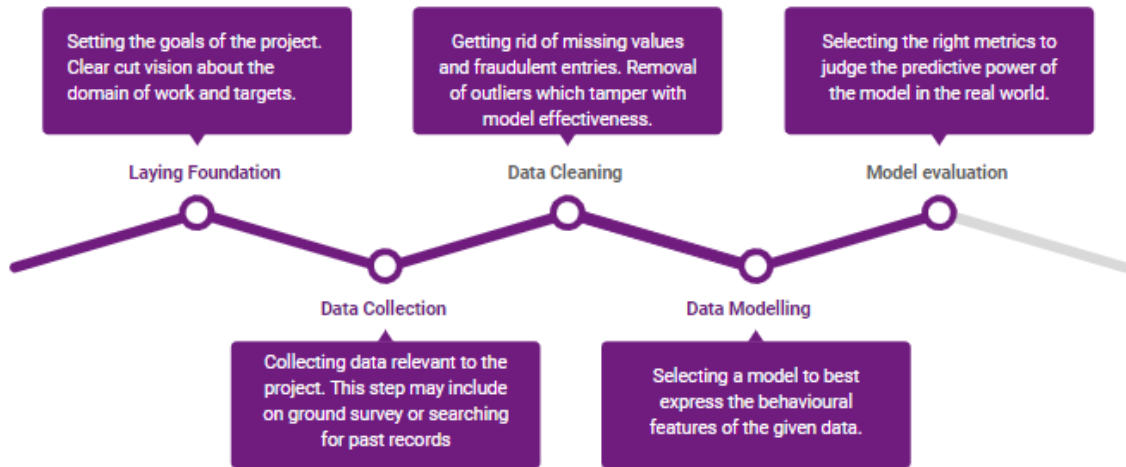 Setting the goals of the project.
Clear cut vision about the
domain of work and targets.
Getting rid of missing values
and fraudulent entries. Removal
of outliers which tamper with
model effectiveness.
Selecting the right metrics to
judge the predictive power of
the model in the real world.
Laying Foundation
Data Cleaning
Model evaluation
Data Collection
Data Modelling
Collecting data relevant to the
project. This step may include
on ground survey or searching
for past records
Selecting a model to best
express the behavioural
features of the given data.